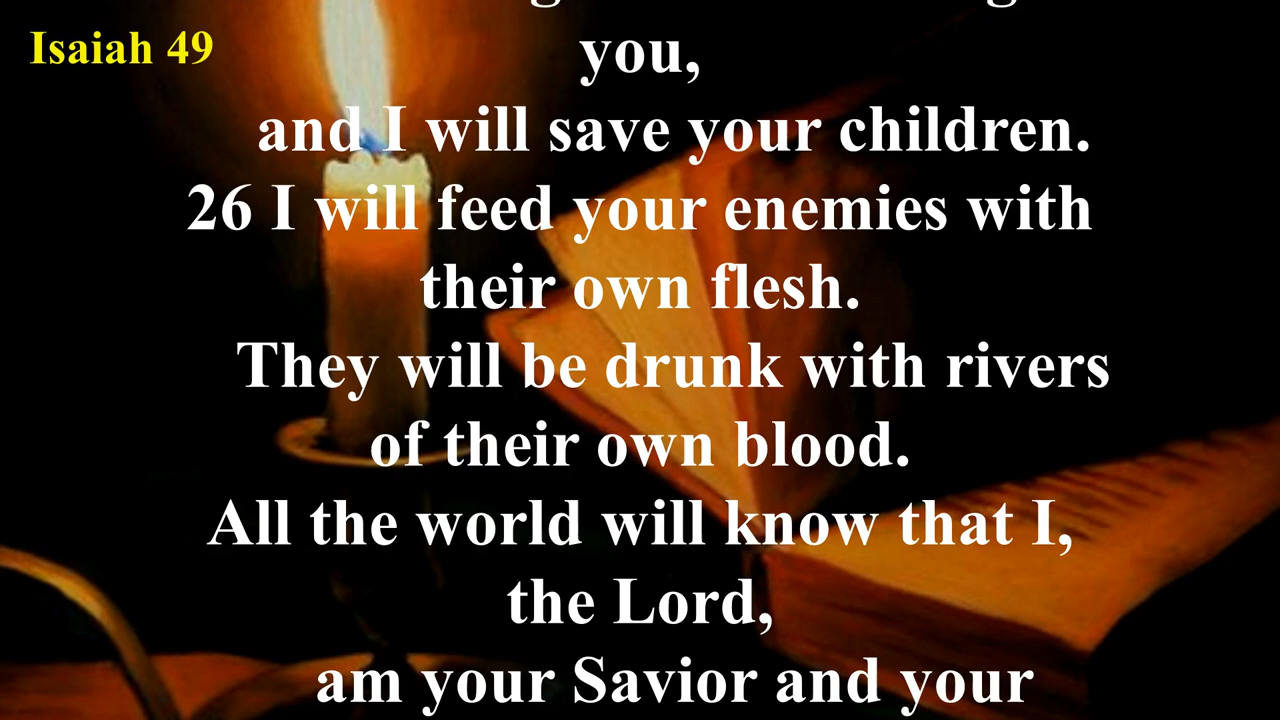 Isaiah 49
you,
and I will save your children.
26 I will feed your enemies with
their own flesh.
They will be drunk with rivers
of their own blood.
All the world will know that I,
the Lord,
am your Savior and your